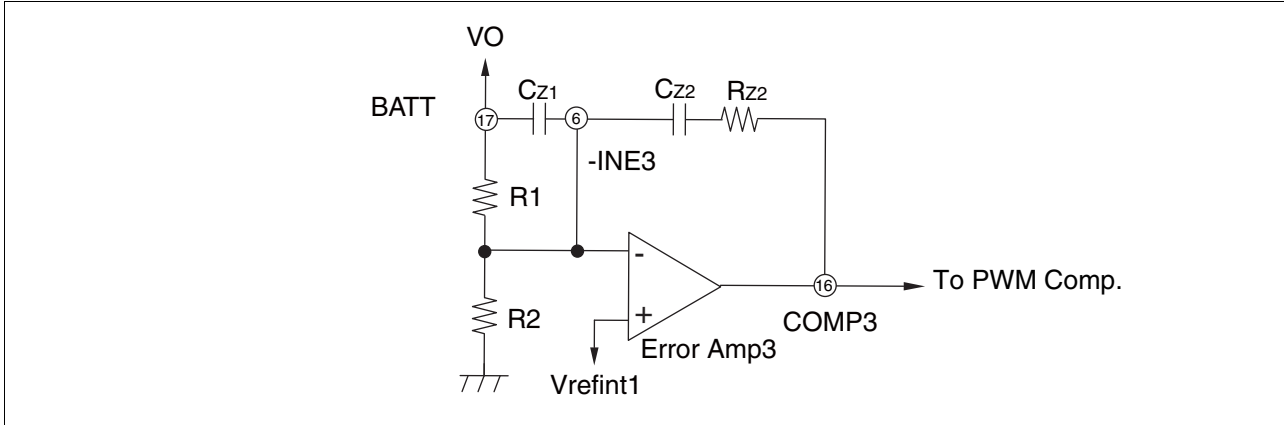 VO
CZ1
CZ2
RZ2
BATT
17
6
-INE3
R1
-
R2
+
16
To PWM Comp.
COMP3
Error Amp3
Vrefint1